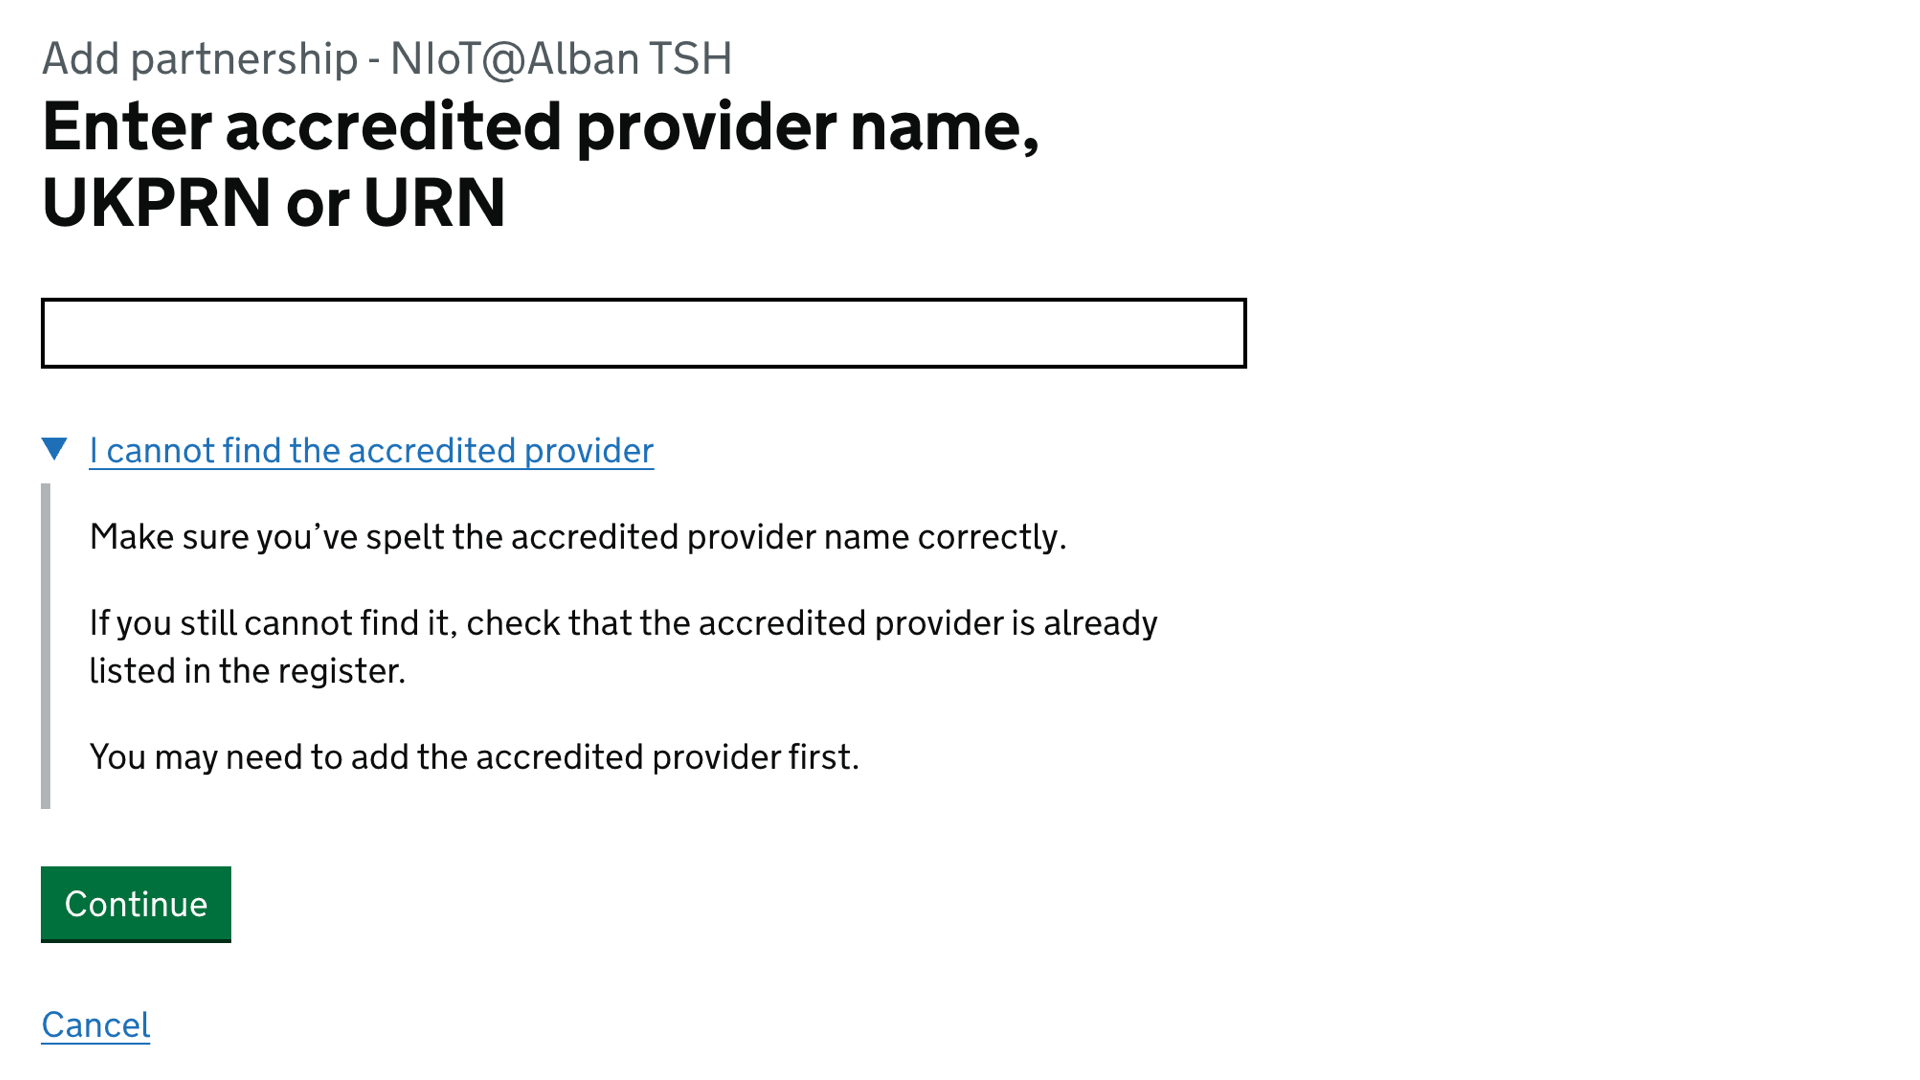 Add partnership - NIoT@Alban TSH
Enter accredited provider name,
UKPRN or URN
I cannot find the accredited provider
Make sure you’ve spelt the accredited provider name correctly.
If you still cannot find it, check that the accredited provider is already
listed in the register.
You may need to add the accredited provider first.
Continue
Cancel